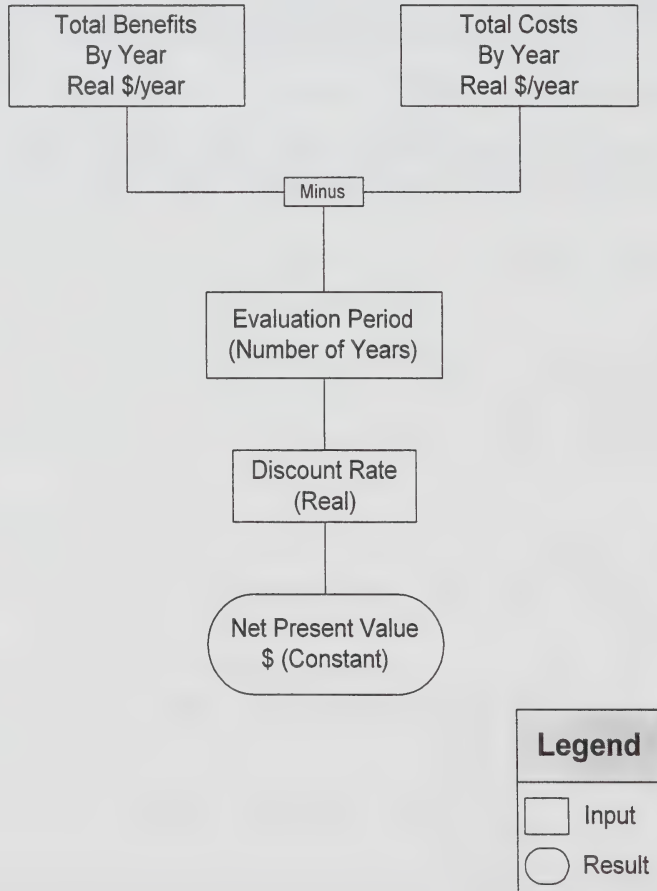 Total Benefits
By Year
Real $/year
Total Costs
By Year
Real $/year
Minus
Evaluation Period
(Number of Years)
Discount Rate
(Real)
Net Present Value
$ (Constant)
Legend
Input
Result